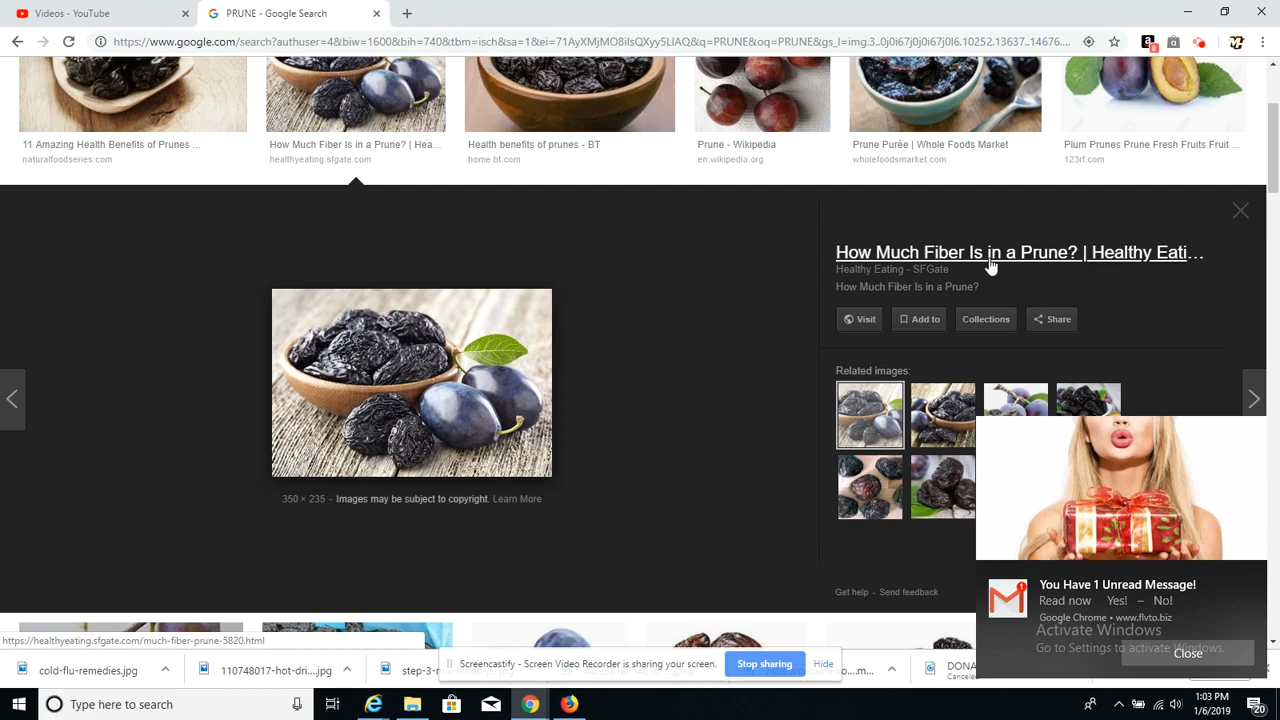 Videos - YouTube
PRUNE - Google Search
https://www.google.com/search?authuser=4&biw=1600&bih=740&tbm=isch&sa=1&ei=71AyXMjMO8iIsQXyy5LIAQ&q=PRUNE&oq=PRUNE&gs_l=img.3..0j0i67j0j0i67j0l6.10252.13637..14676....
8
11 Amazing Health Benefits of Prunes ...
naturalfoodseries.com
How Much Fiber Is in a Prune? | Hea...
healthyeating.sfgate.com
Health benefits of prunes - BT
home.bt.com
Prune - Wikipedia
en.wikipedia.org
Prune Purée | Whole Foods Market
wholefoodsmarket.com
Plum Prunes Prune Fresh Fruits Fruit ...
123rf.com
How Much Fiber Is in a Prune? | Healthy Eati...
Healthy Eating - SFGate
How Much Fiber Is in a Prune?
Visit
Add to
Collections
Share
Related images:
350 × 235 - Images may be subject to copyright. Learn More
Get help - Send feedback
1
You Have 1 Unread Message!
Read now Yes! – No!
Google Chrome • www.flvto.biz
Activate Windows
Go to Settings to activate Windows.
Close
https://healthyeating.sfgate.com/much-fiber-prune-5820.html
cold-flu-remedies.jpg
110748017-hot-dri....jpg
Screencastify - Screen Video Recorder is sharing your screen.
Stop sharing
Hide
Type here to search
1:03 PM
1/6/2019
20